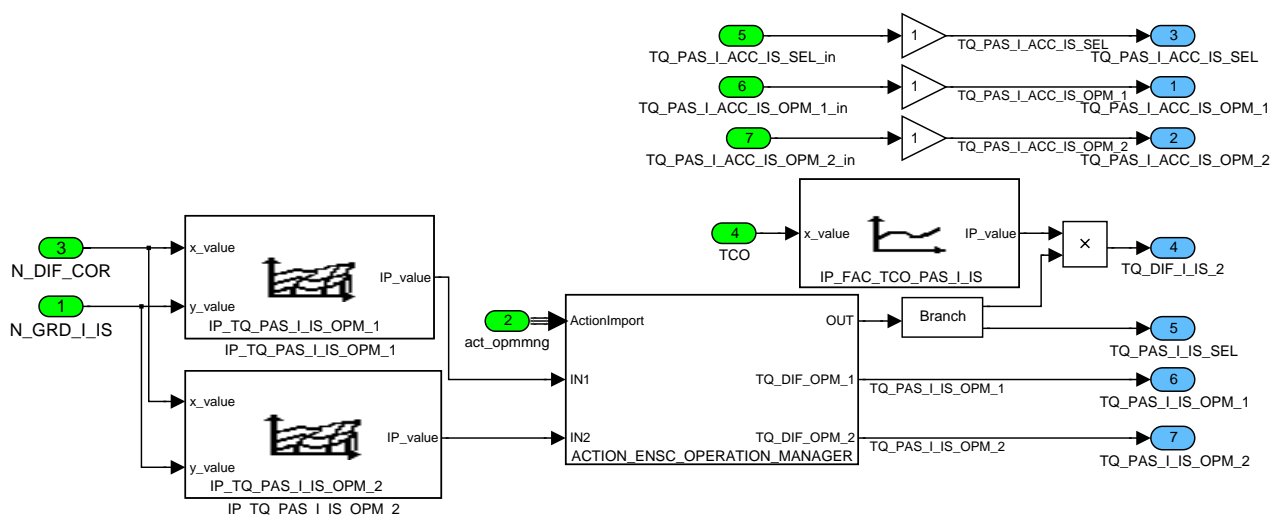 5
TQ_PAS_I_ACC_IS_SEL_in
1
TQ_PAS_I_ACC_IS_SEL
3
TQ_PAS_I_ACC_IS_SEL
6
TQ_PAS_I_ACC_IS_OPM_1_in
1
TQ_PAS_I_ACC_IS_OPM_1
1
TQ_PAS_I_ACC_IS_OPM_1
7
TQ_PAS_I_ACC_IS_OPM_2_in
1
TQ_PAS_I_ACC_IS_OPM_2
2
TQ_PAS_I_ACC_IS_OPM_2
4
TCO
x_value
IP_value
IP_FAC_TCO_PAS_I_IS
×
4
TQ_DIF_I_IS_2
3
N_DIF_COR
1
N_GRD_I_IS
x_value
y_value
IP_value
IP_TQ_PAS_I_IS_OPM_1
IP_TQ_PAS_I_IS_OPM_1
x_value
y_value
IP_value
IP_TQ_PAS_I_IS_OPM_2
IP_TQ_PAS_I_IS_OPM_2
2
act_opmmng
ActionImport
IN1
IN2
OUT
TQ_DIF_OPM_1
TQ_DIF_OPM_2
ACTION_ENSC_OPERATION_MANAGER
Branch
5
TQ_PAS_I_IS_SEL
TQ_PAS_I_IS_OPM_1
6
TQ_PAS_I_IS_OPM_1
TQ_PAS_I_IS_OPM_2
7
TQ_PAS_I_IS_OPM_2